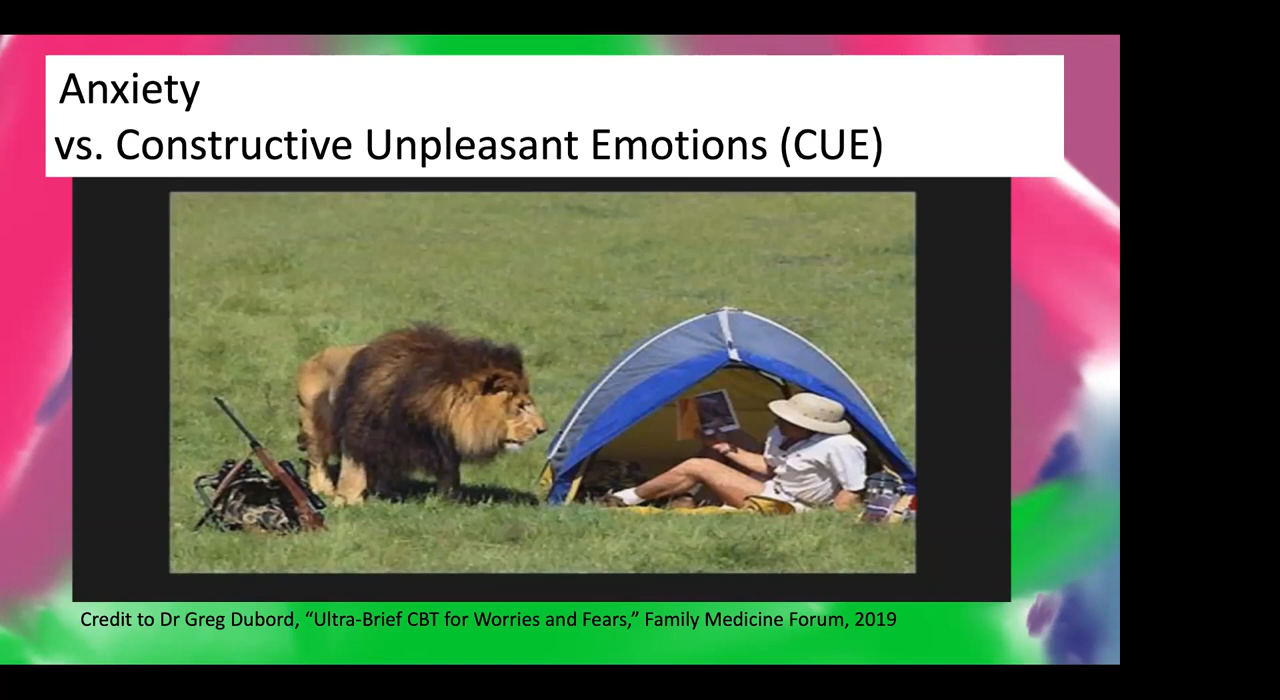 Anxiety
vs. Constructive Unpleasant Emotions (CUE)
Credit to Dr Greg Dubord, “Ultra-Brief CBT for Worries and Fears,” Family Medicine Forum, 2019